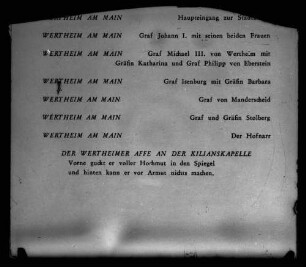 WERTHEIM AM MAIN Haupteingang zur
WERTHEIM AM MAIN Graf Johann I. mit seinen beiden Frauen
WERTHEIM AM MAIN Graf Michael III. von Wertheim mit
Gräfin Katharina und Graf Philipp von Eberstein
WERTHEIM AM MAIN Graf Isenburg mit Gräfin Barbara
WERTHEIM AM MAIN Graf von Manderscheid
WERTHEIM AM MAIN Graf und Gräfin Stolberg
WERTHEIM AM MAIN Der Hofnarr
DER WERTHEIMER AFFE AN DER KILIANSKAPELLE
Vorne guckt er voller Hochmut in den Spiegel
und hinten kann er vor Armut nichts machen.